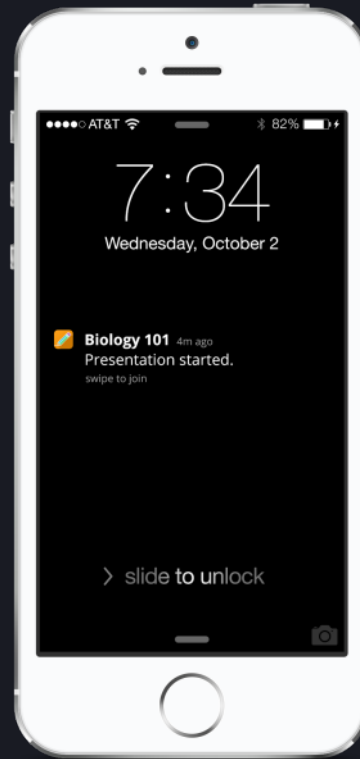 AT&T 82%
7:34
Wednesday, October 2
Biology 101 4m ago
Presentation started.
swipe to join
> slide to unlock